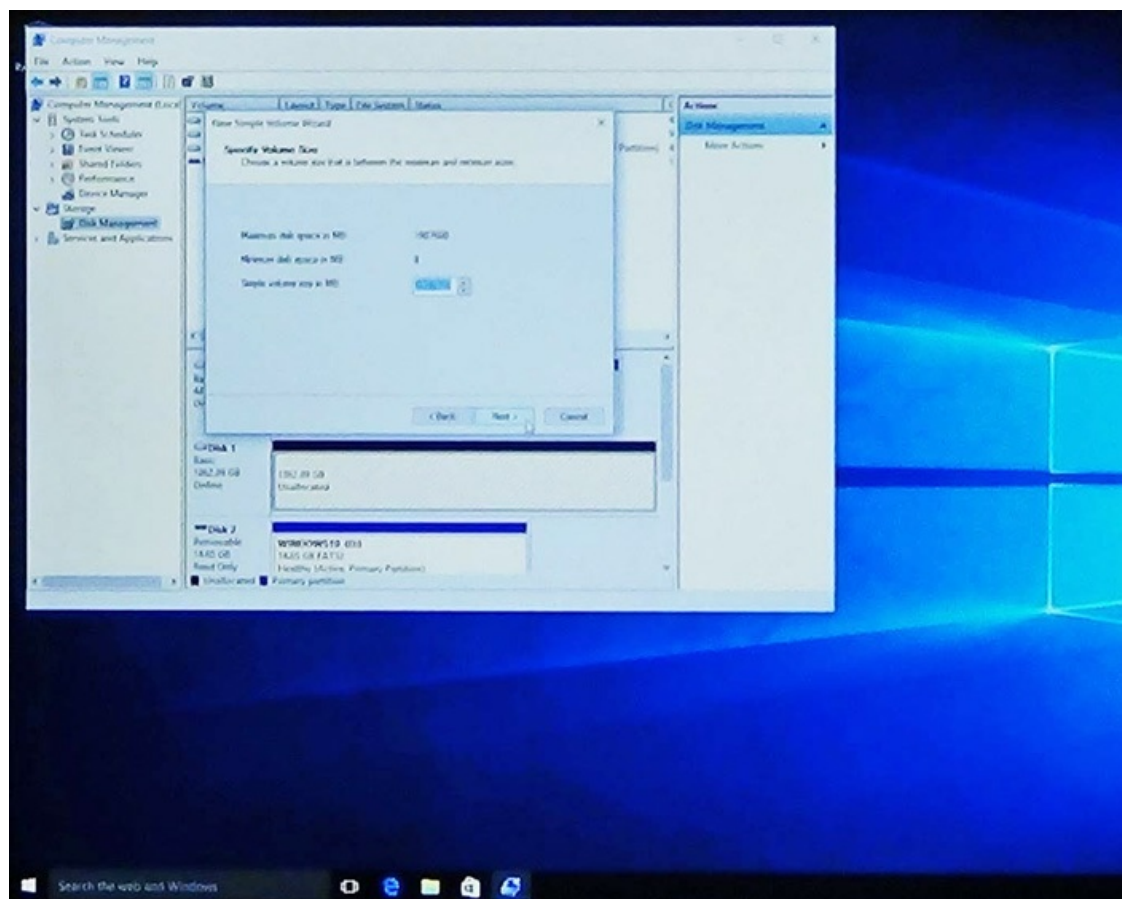 Computer Management
File Action View Help
Computer Management (Local
System Tools
Task Scheduler
Event Viewer
Shared Folders
Performance
Device Manager
Storage
Disk Management
Services and Applications
Volume Layout Type File System Status
Actions
Disk Management
More Actions
Partition)
New Simple Volume Wizard
Specify Volume Size
Choose a volume size that is between the maximum and minimum sizes.
Maximum disk space in MB:
Minimum disk space in MB: 8
Simple volume size in MB:
< Back Next > Cancel
Disk 1
Basic
Online
Unallocated
Disk 2
Removable
Read Only
WINDOWS10
Healthy (Active, Primary Partition)
Unallocated Primary partition
Search the web and Windows